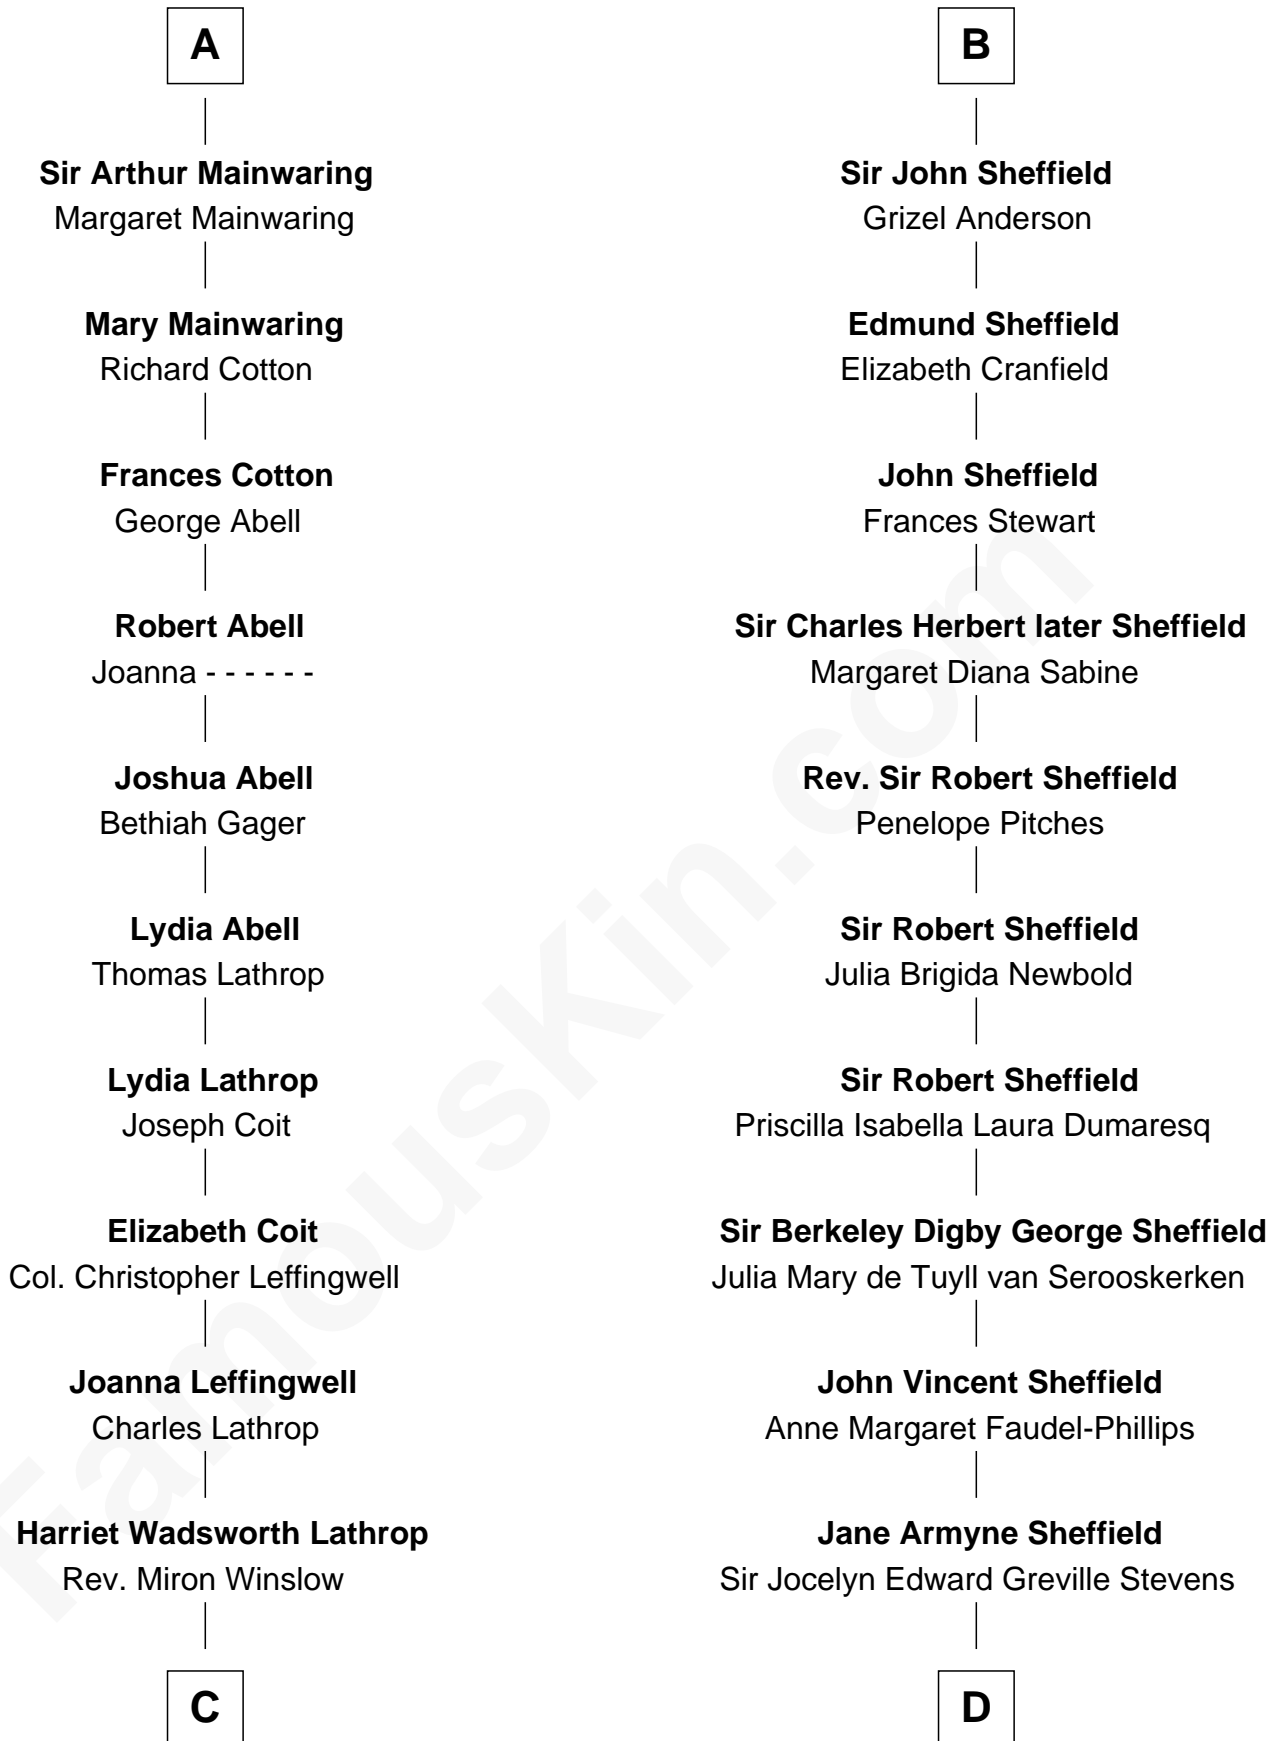 A
Sir Arthur Mainwaring
Margaret Mainwaring
Mary Mainwaring
Richard Cotton
Frances Cotton
George Abell
Robert Abell
Joanna - - - - - -
Joshua Abell
Bethiah Gager
Lydia Abell
Thomas Lathrop
Lydia Lathrop
Joseph Coit
Elizabeth Coit
Col. Christopher Leffingwell
Joanna Leffingwell
Charles Lathrop
Harriet Wadsworth Lathrop
Rev. Miron Winslow
C
B
Sir John Sheffield
Grizel Anderson
Edmund Sheffield
Elizabeth Cranfield
John Sheffield
Frances Stewart
Sir Charles Herbert later Sheffield
Margaret Diana Sabine
Rev. Sir Robert Sheffield
Penelope Pitches
Sir Robert Sheffield
Julia Brigida Newbold
Sir Robert Sheffield
Priscilla Isabella Laura Dumaresq
Sir Berkeley Digby George Sheffield
Julia Mary de Tuyll van Serooskerken
John Vincent Sheffield
Anne Margaret Faudel-Phillips
Jane Armyne Sheffield
Sir Jocelyn Edward Greville Stevens
D
FamousKin.com